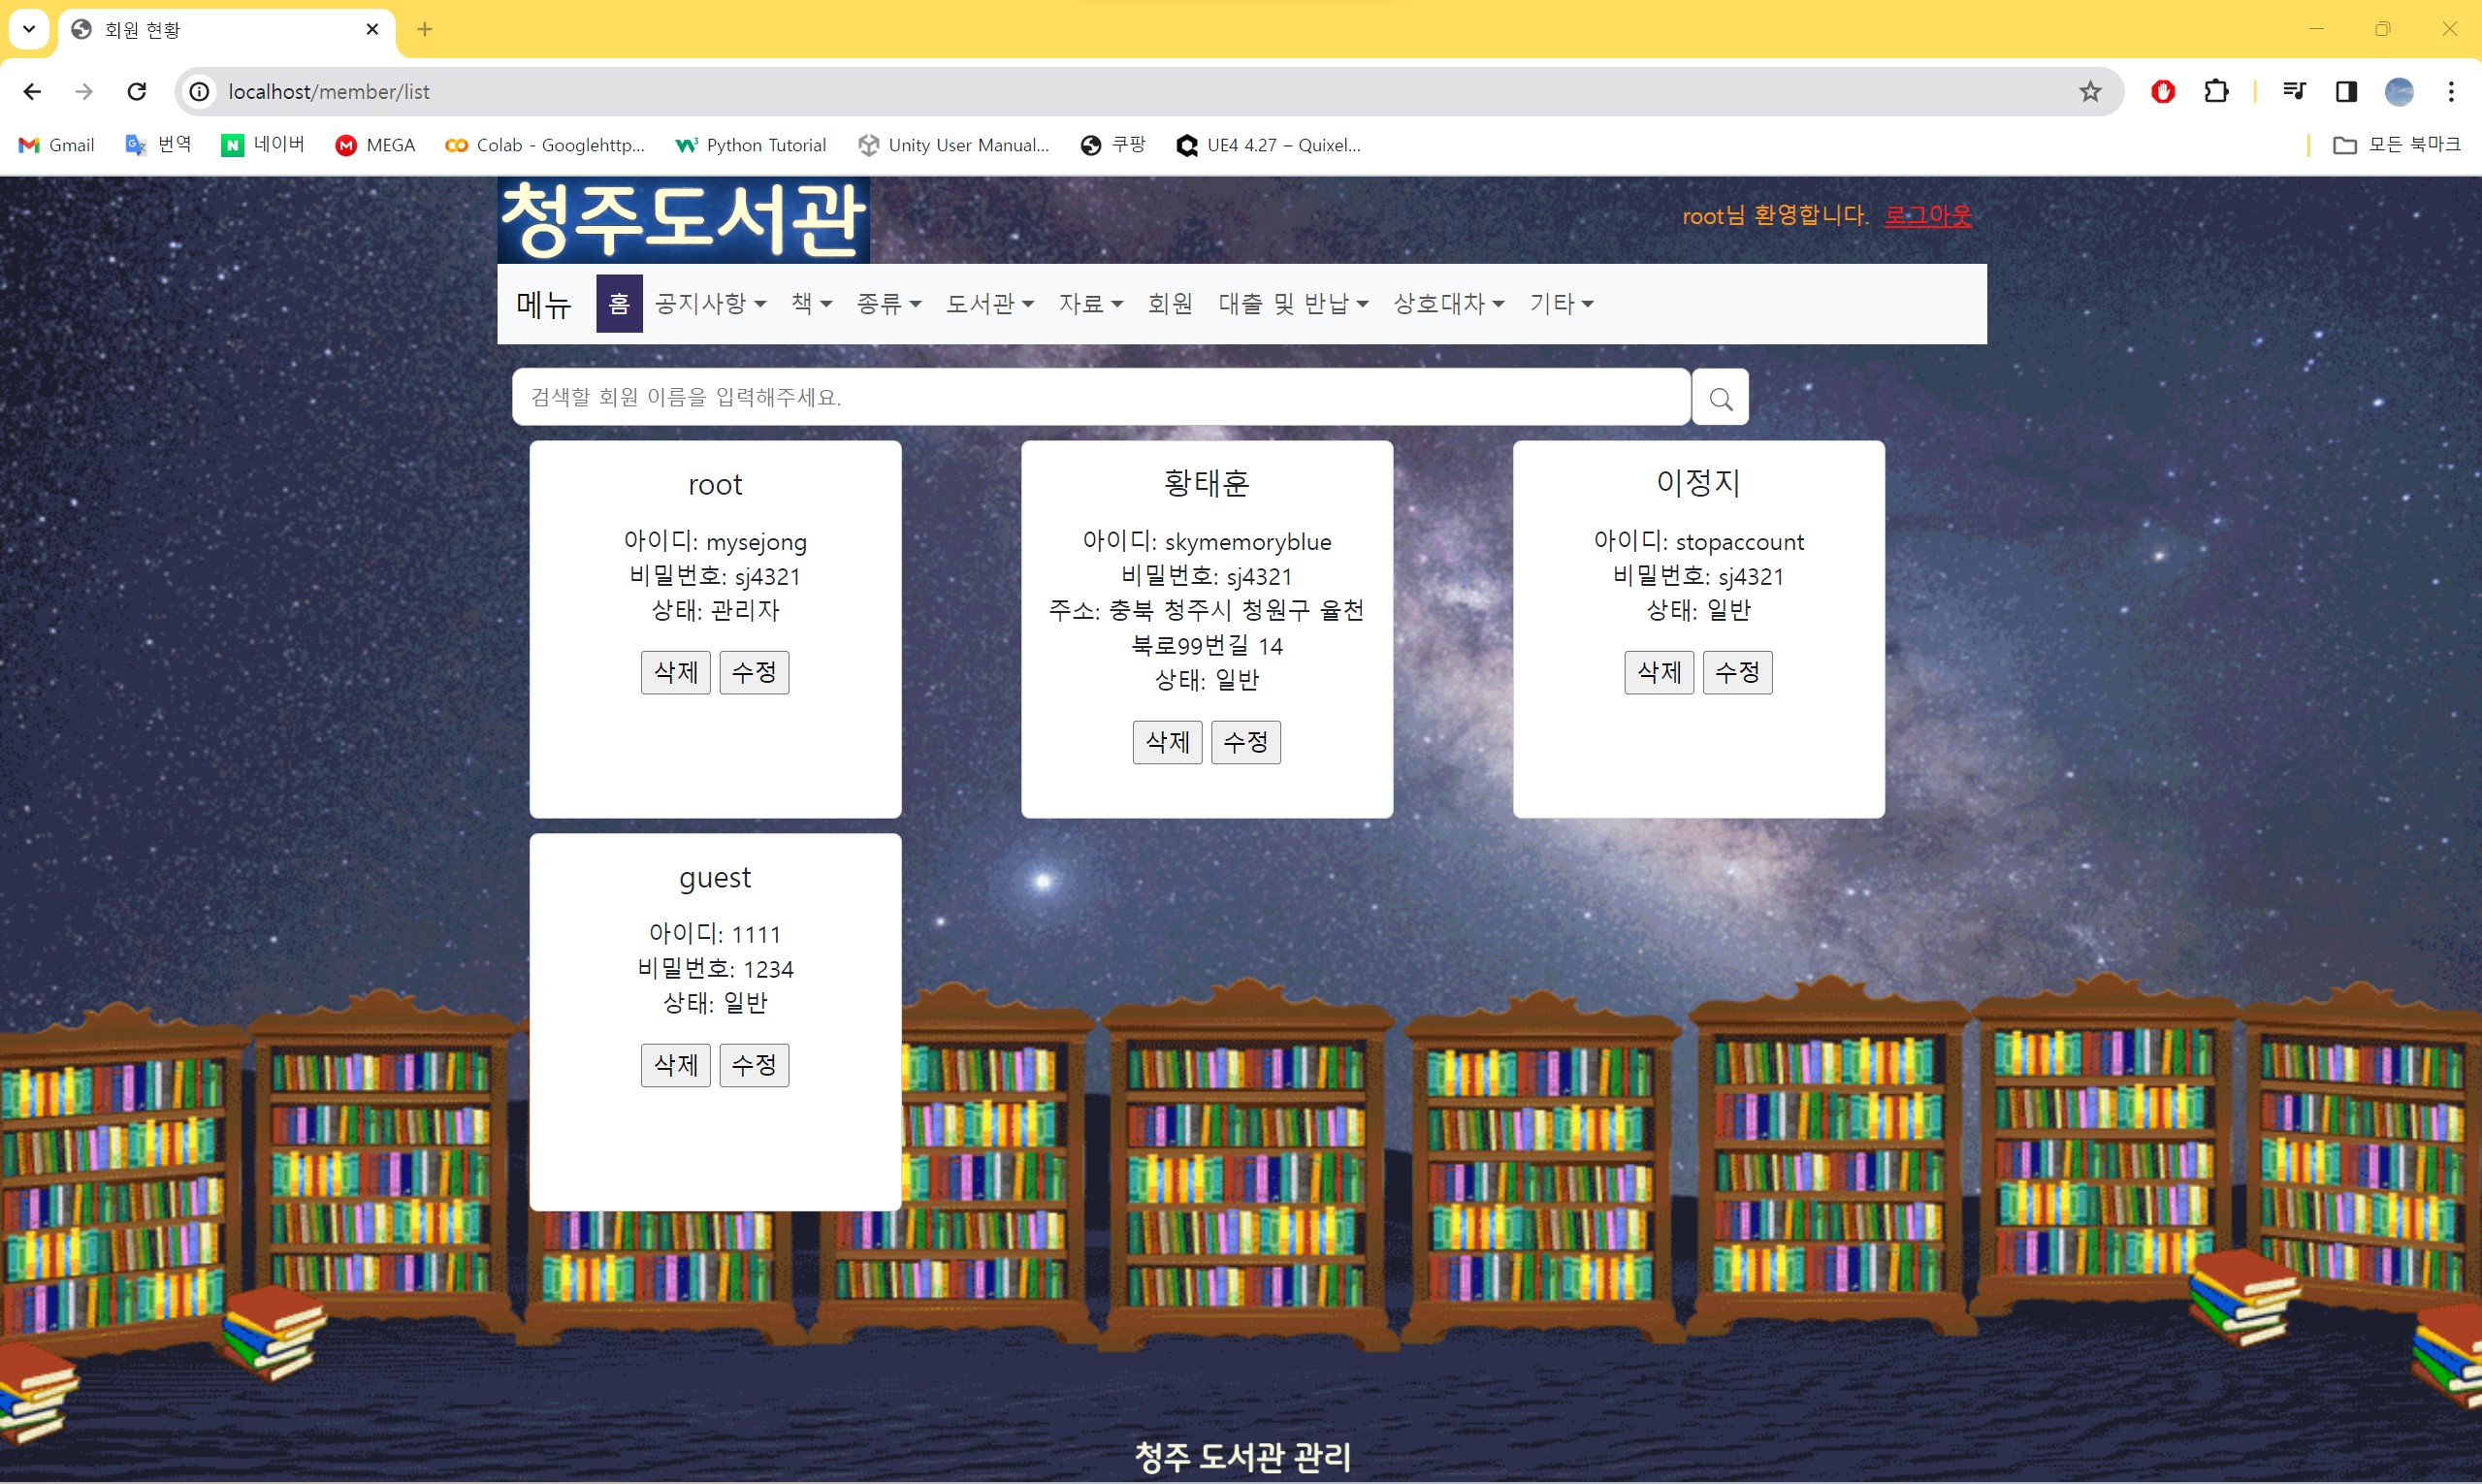 회원 현황
localhost/member/list
Gmail
번역
네이버
MEGA
Colab - Googlehttp...
Python Tutorial
Unity User Manual...
쿠팡
UE4 4.27 – Quixel...
모든 북마크
청주도서관
root님 환영합니다. 로그아웃
메뉴 홈 공지사항 책 종류 도서관 자료 회원 대출 및 반납 상호대차 기타
검색할 회원 이름을 입력해주세요.
root
아이디: mysejong
비밀번호: sj4321
상태: 관리자
삭제 수정
황태훈
아이디: skymemoryblue
비밀번호: sj4321
주소: 충북 청주시 청원구 율천
북로99번길 14
상태: 일반
삭제 수정
이정지
아이디: stopaccount
비밀번호: sj4321
상태: 일반
삭제 수정
guest
아이디: 1111
비밀번호: 1234
상태: 일반
삭제 수정
청주 도서관 관리